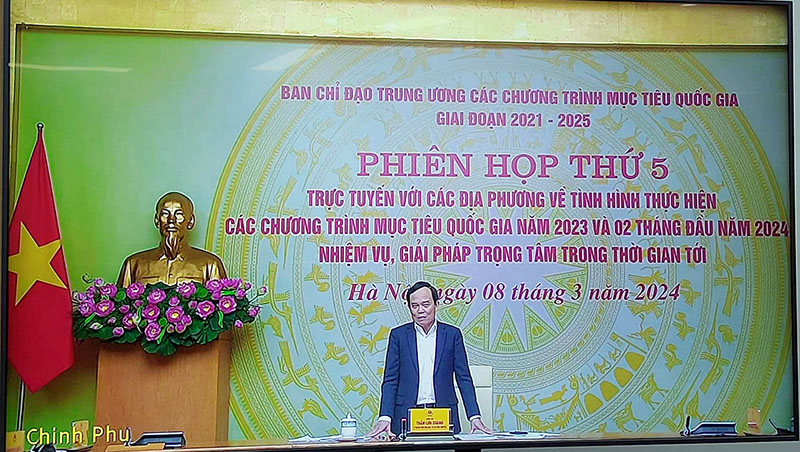 BAN CHỈ ĐẠO TRUNG ƯƠNG CÁC CHƯƠNG TRÌNH MỤC TIÊU QUỐC GIA
GIAI ĐOẠN 2021 - 2025
PHIÊN HỌP THỨ 5
TRỰC TUYẾN VỚI CÁC ĐỊA PHƯƠNG VỀ TÌNH HÌNH THỰC HIỆN
CÁC CHƯƠNG TRÌNH MỤC TIÊU QUỐC GIA NĂM 2023 VÀ 02 THÁNG ĐẦU NĂM 2024
NHIỆM VỤ, GIẢI PHÁP TRỌNG TÂM TRONG THỜI GIAN TỚI
Hà Nội, ngày 08 tháng 3 năm 2024
TRẦN LƯU QUANG
Chinh Phu